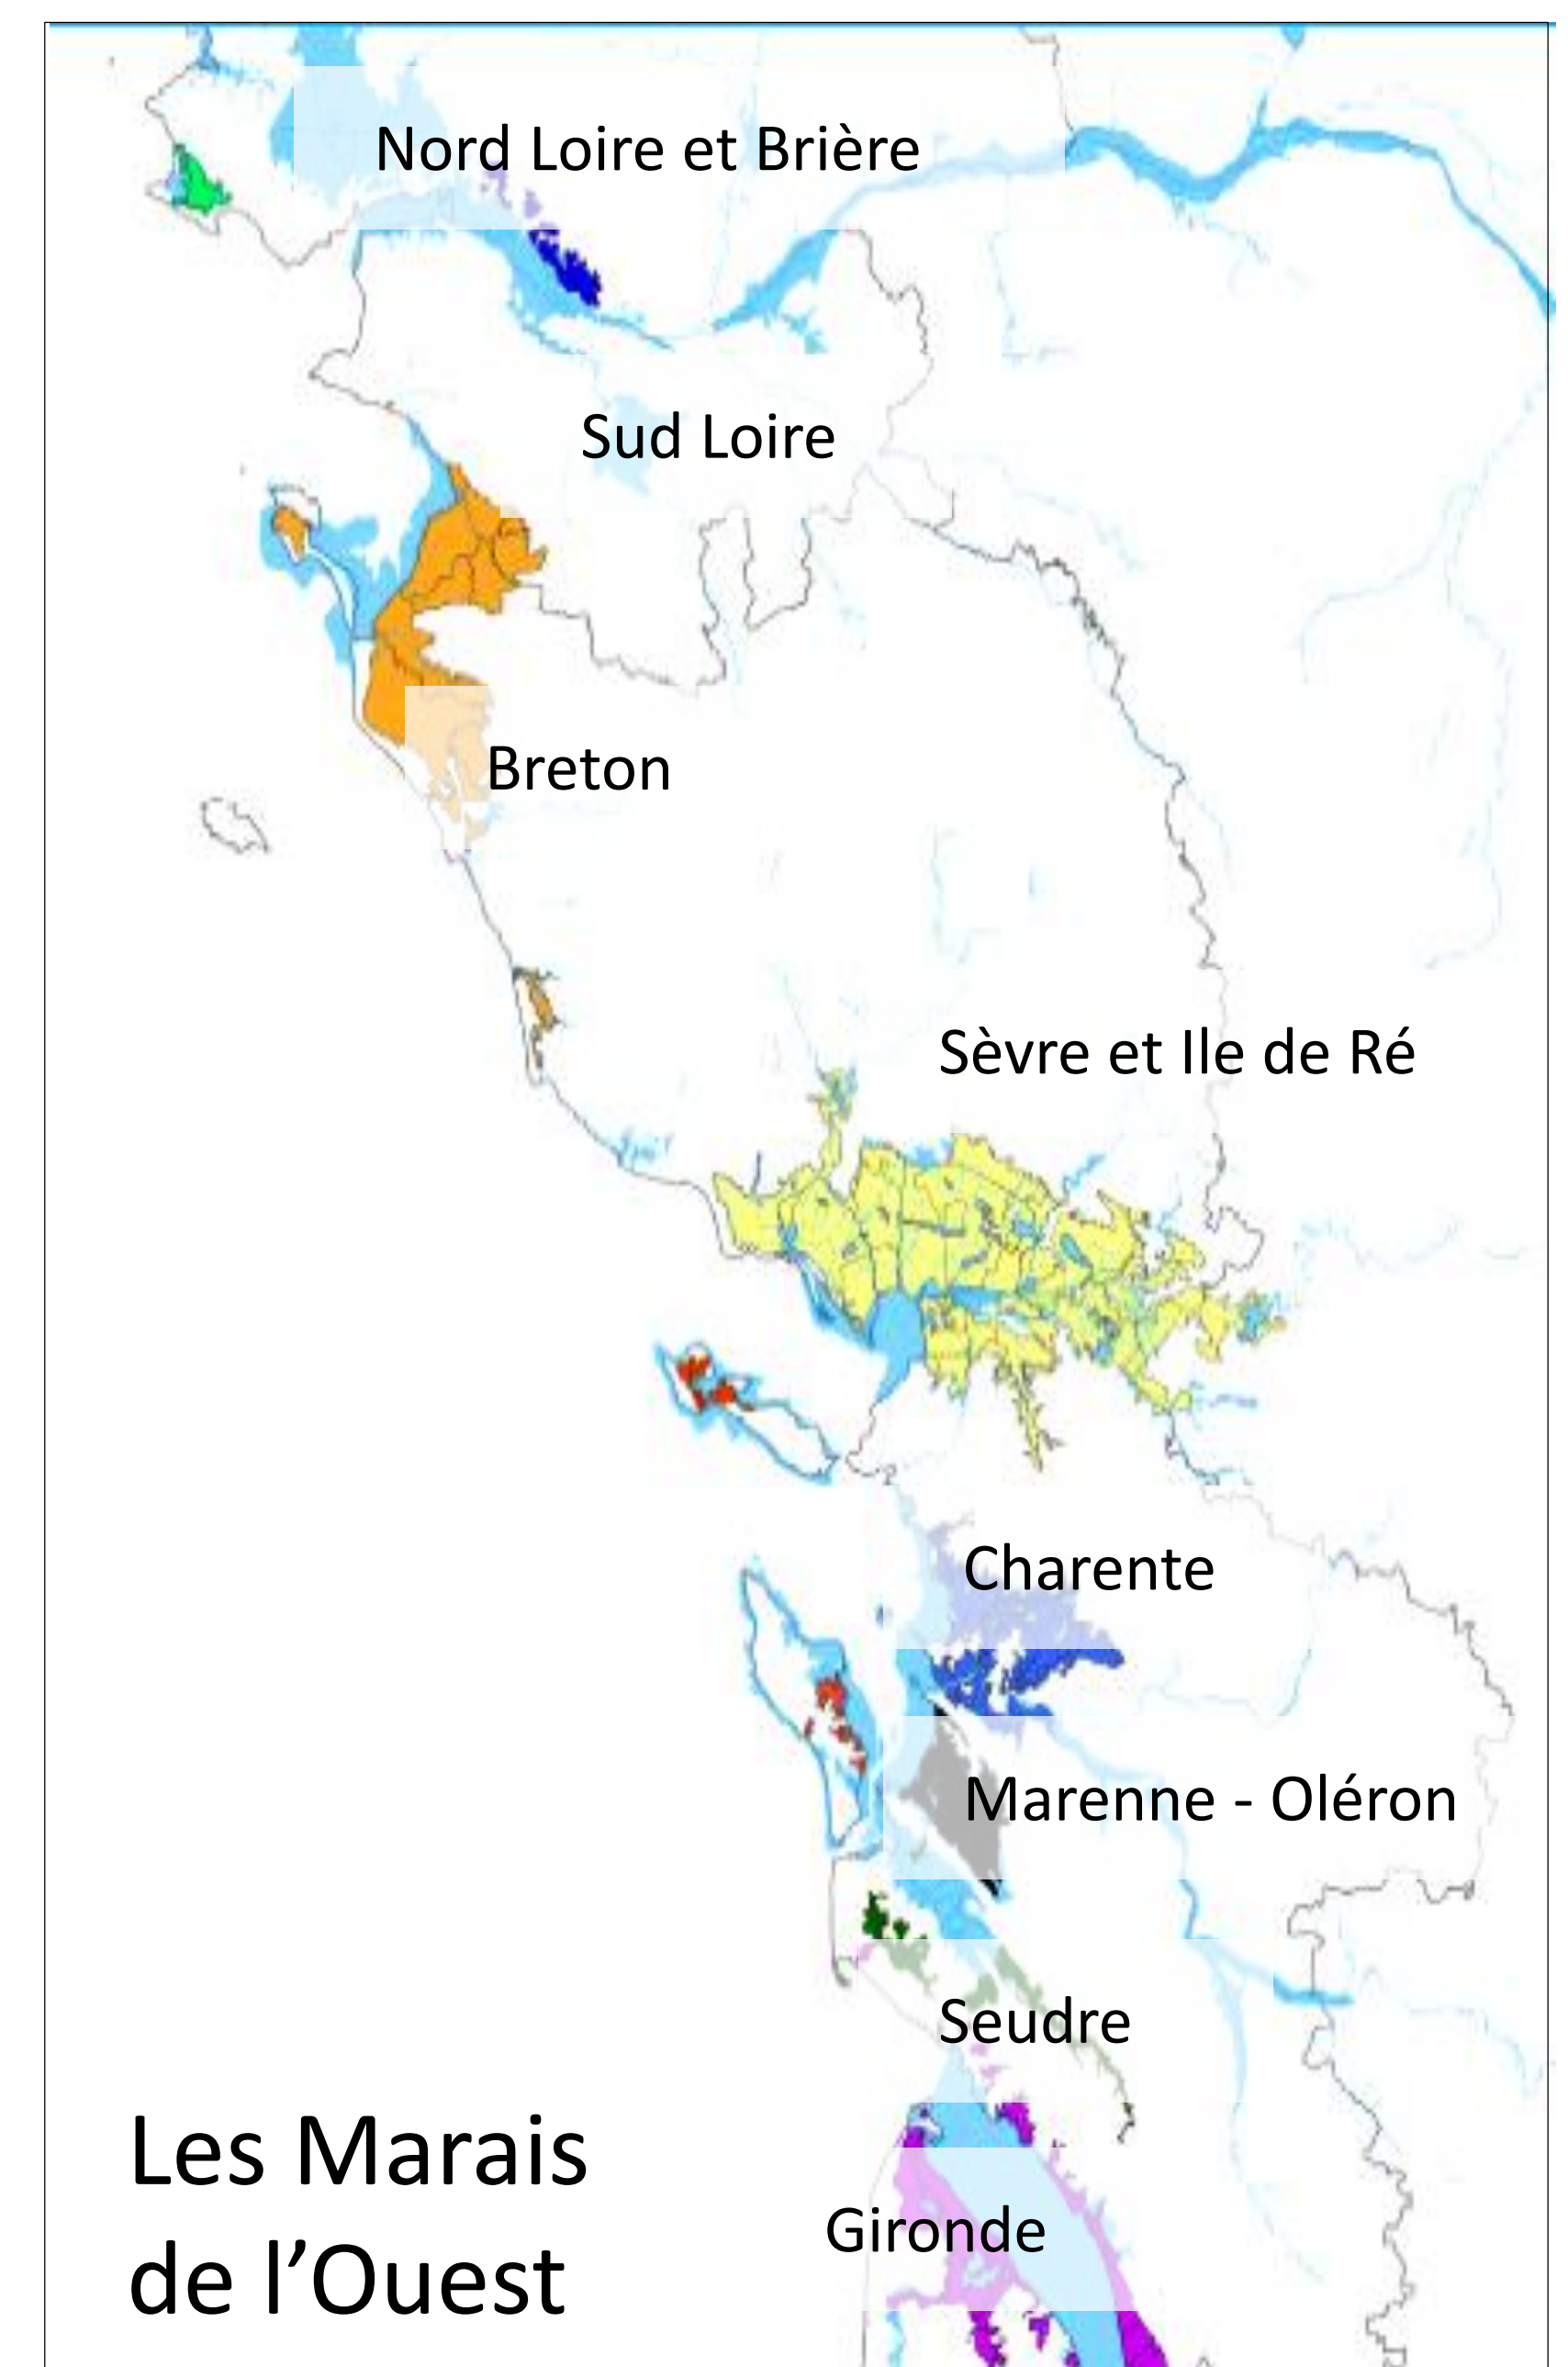 Nord Loire et Brière
Sud Loire
Breton
Sèvre et Ile de Ré
Charente
Marenne - Oléron
Seudre
Gironde
Les Marais
de l’Ouest